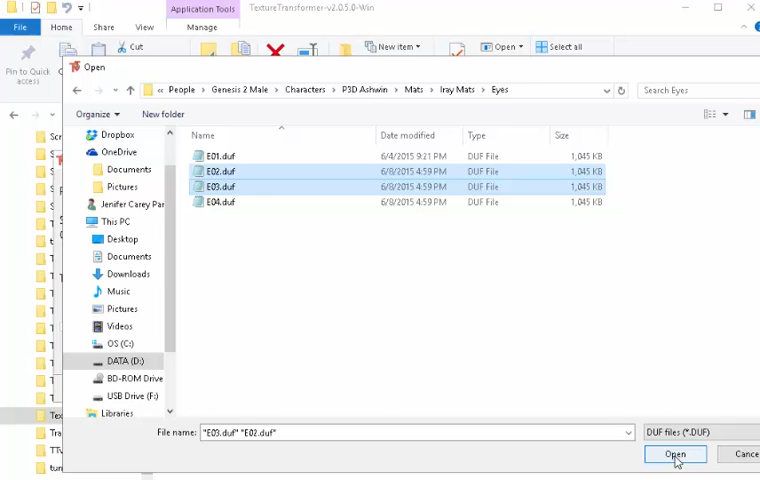 Application Tools TextureTransformer-v2.0.5.0-Win
File Home Share View Manage
Cut New item Open Select all
Pin to Quick
access
Open
People Genesis 2 Male Characters P3D Ashwin Mats Iray Mats Eyes Search Eyes
Organize New folder
Dropbox
OneDrive
Documents
Pictures
Jenifer Carey Par
This PC
Desktop
Documents
Downloads
Music
Pictures
Videos
OS (C:)
DATA (D:)
BD-ROM Drive
USB Drive (F:)
Libraries
Name Date modified Type Size
E01.duf 6/4/2015 9:21 PM DUF File 1,045 KB
E02.duf 6/8/2015 4:59 PM DUF File 1,045 KB
E03.duf 6/8/2015 4:59 PM DUF File 1,045 KB
E04.duf 6/8/2015 4:59 PM DUF File 1,045 KB
File name: "E03.duf" "E02.duf" DUF files (*.DUF)
Open Cance
Tex
Tra
TTv
tun